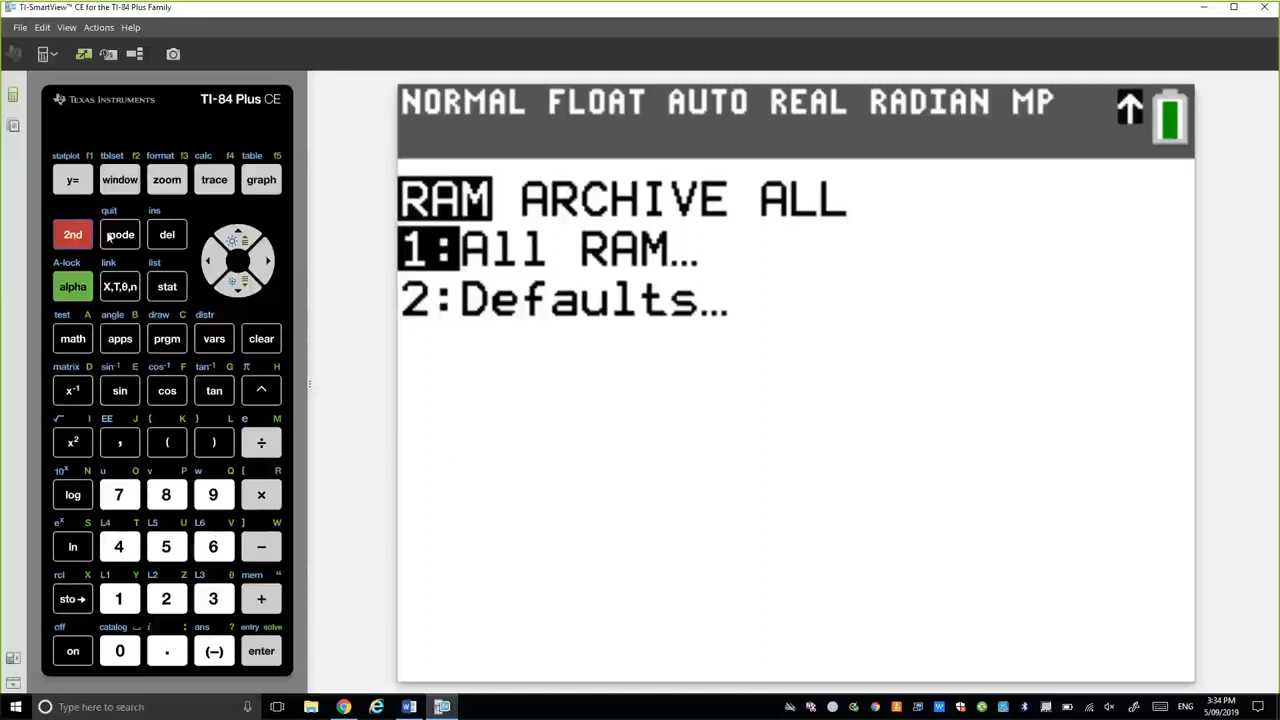 TI-SmartView™ CE for the TI-84 Plus Family
File Edit View Actions Help
TEXAS INSTRUMENTS TI-84 Plus CE
NORMAL FLOAT AUTO REAL RADIAN MP
RAM ARCHIVE ALL
1:All RAM…
2:Defaults…
statplot f1 tblset f2 format f3 calc f4 table f5
y= window zoom trace graph
quit ins
2nd mode del
A-lock link list
alpha X,T,θ,n stat
test A angle B draw C distr
math apps prgm vars clear
matrix D sin⁻¹ E cos⁻¹ F tan⁻¹ G π H
x⁻¹ sin cos tan ^
√ I EE J { K } L e M
x² , ( ) ÷
10ˣ N u O v P w Q [ R
log 7 8 9 ×
eˣ S L4 T L5 U L6 V ] W
ln 4 5 6 −
rcl X L1 Y L2 Z L3 θ mem “
sto→ 1 2 3 +
off catalog i : ans ? entry solve
on 0 . (−) enter
Type here to search
3:34 PM
5/09/2019